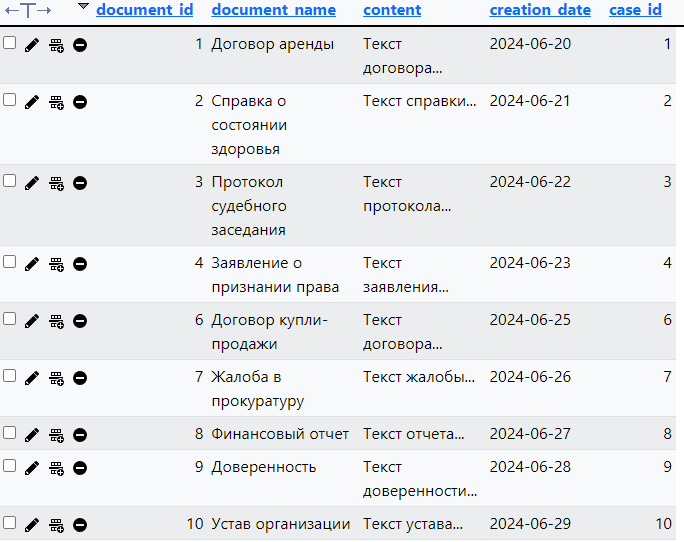 document_id document_name content creation_date case_id
1 Договор аренды Текст 2024-06-20 1
договора...
2 Справка о Текст справки... 2024-06-21 2
состоянии
здоровья
3 Протокол Текст 2024-06-22 3
судебного протокола...
заседания
4 Заявление о Текст 2024-06-23 4
признании права заявления...
6 Договор купли- Текст 2024-06-25 6
продажи договора...
7 Жалоба в Текст жалобы... 2024-06-26 7
прокуратуру
8 Финансовый отчет Текст отчета... 2024-06-27 8
9 Доверенность Текст 2024-06-28 9
доверенности...
10 Устав организации Текст устава... 2024-06-29 10